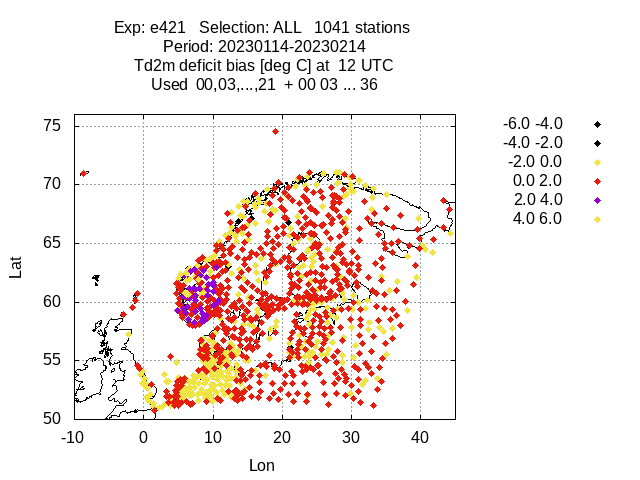 Exp: e421   Selection: ALL   1041 stations
Period: 20230114-20230214
Td2m deficit bias [deg C] at  12 UTC
Used  00,03,...,21  + 00 03 ... 36
75
70
65
60
55
50
Lat
-10 0 10 20 30 40
Lon
-6.0 -4.0
-4.0 -2.0
-2.0 0.0
0.0 2.0
2.0 4.0
4.0 6.0